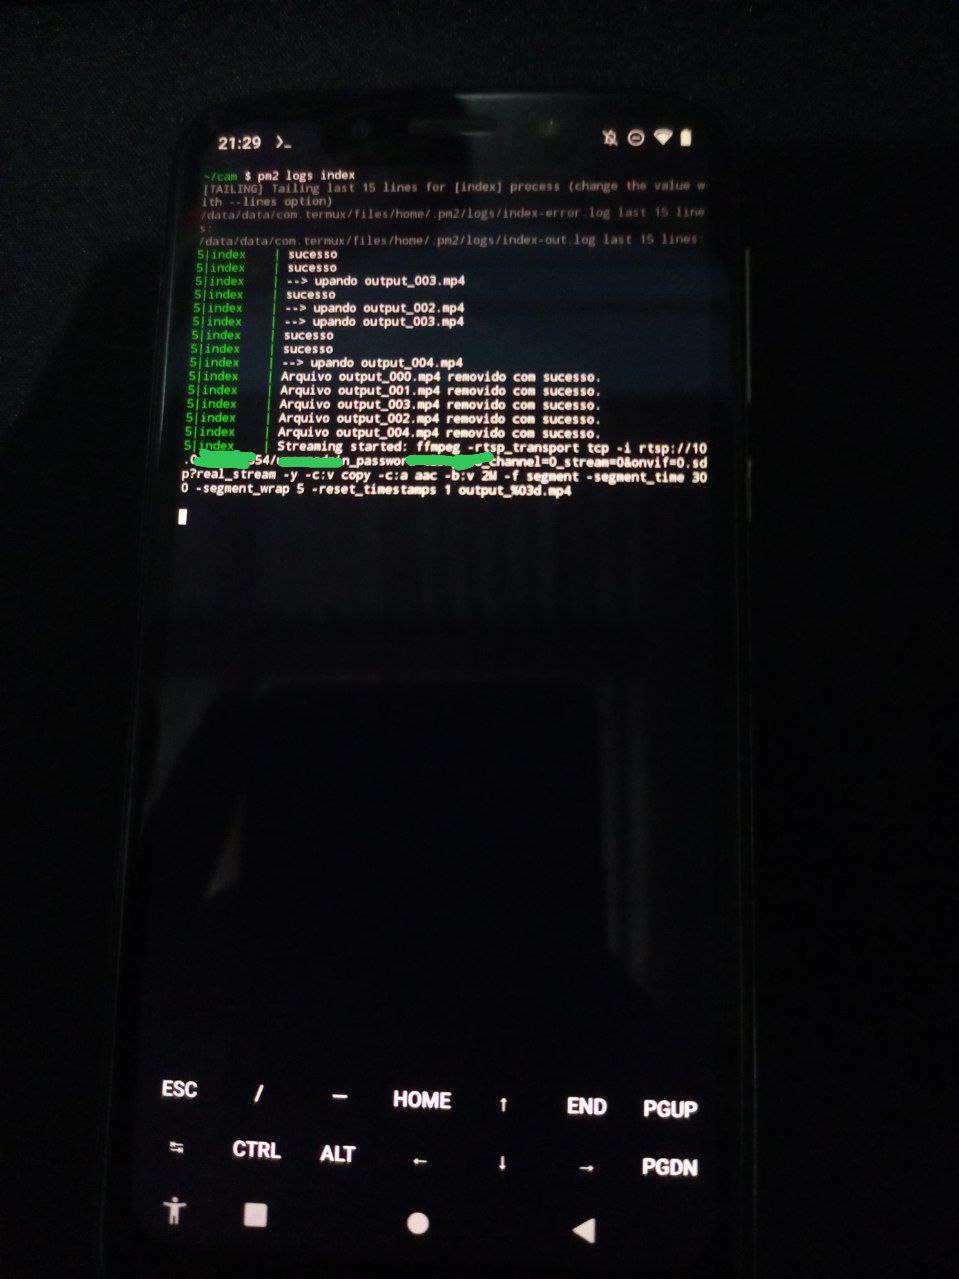 21:29 >_
~/cam $ pm2 logs index
[TAILING] Tailing last 15 lines for [index] process (change the value w
ith --lines option)
/data/data/com.termux/files/home/.pm2/logs/index-error.log last 15 line
s:
/data/data/com.termux/files/home/.pm2/logs/index-out.log last 15 lines:
5|index | sucesso
5|index | sucesso
5|index | --> upando output_003.mp4
5|index | sucesso
5|index | --> upando output_002.mp4
5|index | --> upando output_003.mp4
5|index | sucesso
5|index | sucesso
5|index | --> upando output_004.mp4
5|index | Arquivo output_000.mp4 removido com sucesso.
5|index | Arquivo output_001.mp4 removido com sucesso.
5|index | Arquivo output_003.mp4 removido com sucesso.
5|index | Arquivo output_002.mp4 removido com sucesso.
5|index | Arquivo output_004.mp4 removido com sucesso.
5|index | Streaming started: ffmpeg -rtsp_transport tcp -i rtsp://10
54/ n_passwor _channel=0_stream=0&onvif=0.sd
p?real_stream -y -c:v copy -c:a aac -b:v 2M -f segment -segment_time 30
0 -segment_wrap 5 -reset_timestamps 1 output_%03d.mp4
ESC / — HOME ↑ END PGUP
⇆ CTRL ALT ← ↓ → PGDN